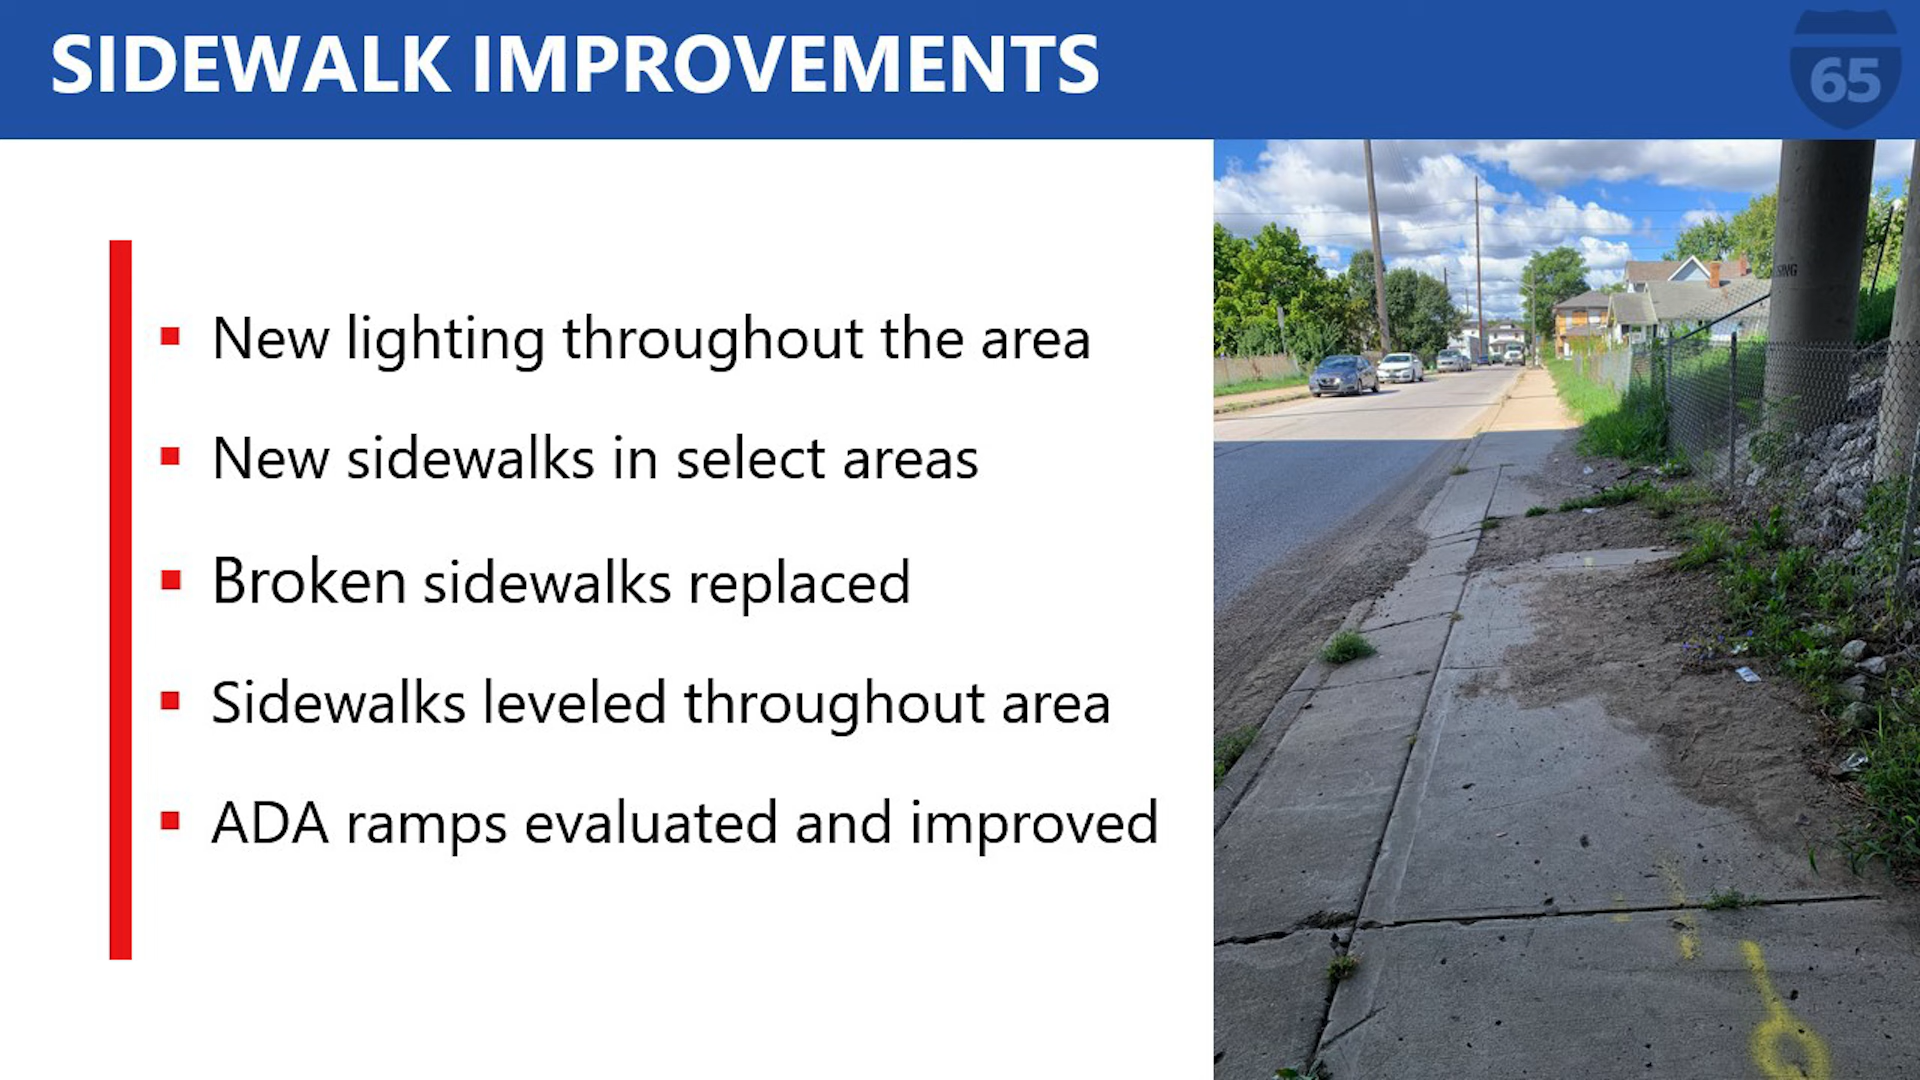 SIDEWALK IMPROVEMENTS
65
▪ New lighting throughout the area
▪ New sidewalks in select areas
▪ Broken sidewalks replaced
▪ Sidewalks leveled throughout area
▪ ADA ramps evaluated and improved